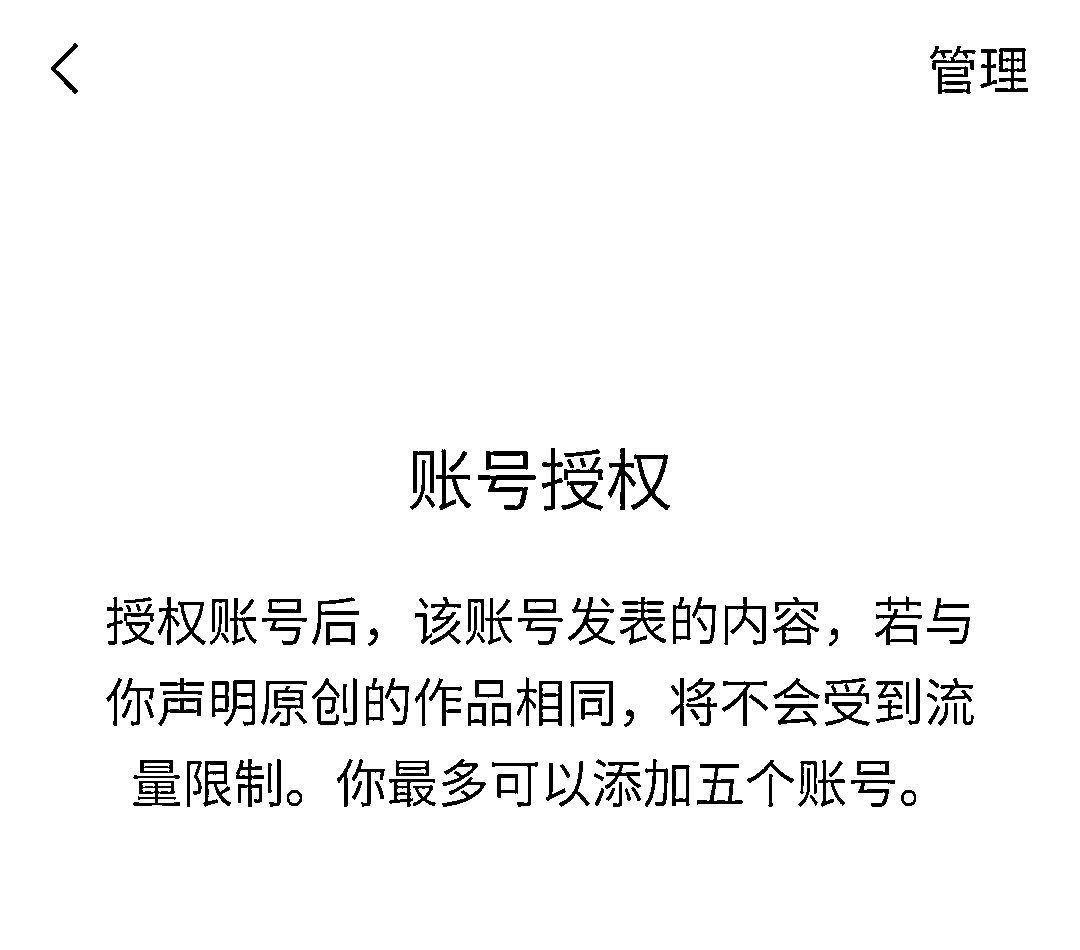 管理
账号授权
授权账号后，该账号发表的内容，若与
你声明原创的作品相同，将不会受到流
量限制。你最多可以添加五个账号。